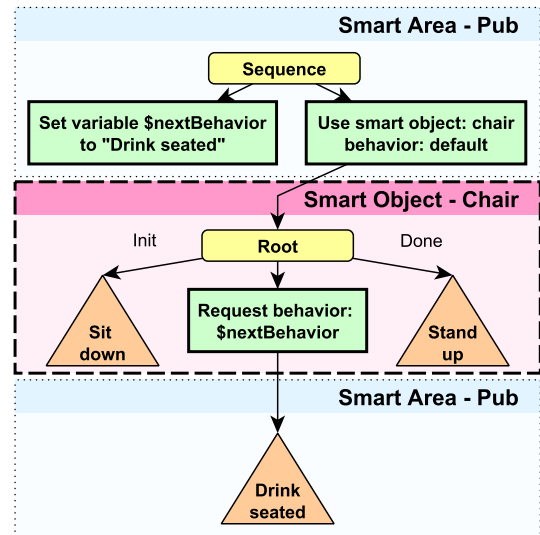 Smart Area - Pub
Sequence
Set variable $nextBehavior
to "Drink seated"
Use smart object: chair
behavior: default
Smart Object - Chair
Init
Root
Done
Sit
down
Request behavior:
$nextBehavior
Stand
up
Smart Area - Pub
Drink
seated